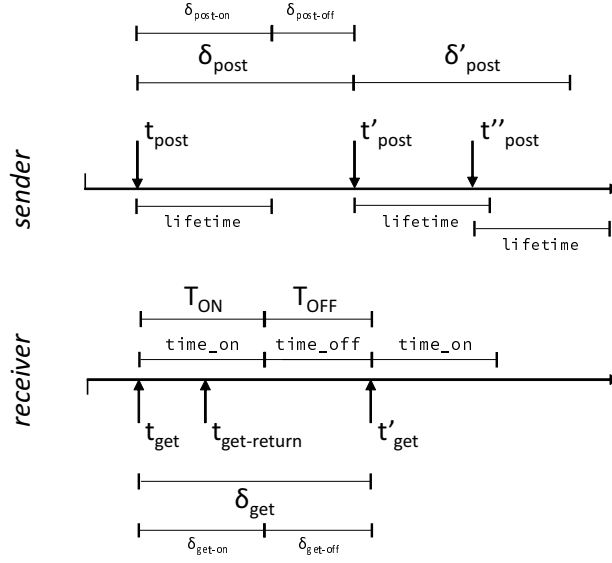 δpost-on δpost-off
δpost δ'post
tpost t'post t''post
sender
lifetime lifetime
lifetime
TON TOFF
time_on time_off time_on
receiver
tget tget-return t'get
δget
δget-on δget-off